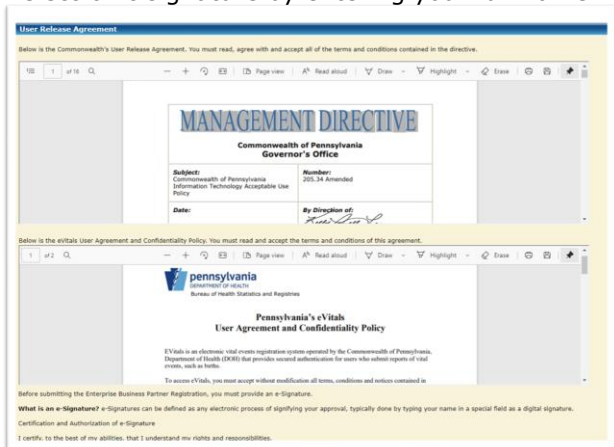 User Release Agreement
Below is the Commonwealth's User Release Agreement. You must read, agree with and accept all of the terms and conditions contained in the directive.
1 of 16 Page view Read aloud Draw Highlight Erase
MANAGEMENT DIRECTIVE
Commonwealth of Pennsylvania
Governor's Office
Subject:
Commonwealth of Pennsylvania
Information Technology Acceptable Use
Policy
Number:
205.34 Amended
Date:
By Direction of:
Below is the eVitals User Agreement and Confidentiality Policy. You must read and accept the terms and conditions of this agreement.
1 of 2 Page view Read aloud Draw Highlight Erase
pennsylvania
DEPARTMENT OF HEALTH
Bureau of Health Statistics and Registries
Pennsylvania's eVitals
User Agreement and Confidentiality Policy
EVitals is an electronic vital events registration system operated by the Commonwealth of Pennsylvania,
Department of Health (DOH) that provides secured authentication for users who submit reports of vital
events, such as births.
To access eVitals, you must accept without modification all terms, conditions and notices contained in
Before submitting the Enterprise Business Partner Registration, you must provide an e-Signature.
What is an e-Signature? e-Signatures can be defined as any electronic process of signifying your approval, typically done by typing your name in a special field as a digital signature.
Certification and Authorization of e-Signature
I certify, to the best of my abilities, that I understand my rights and responsibilities.